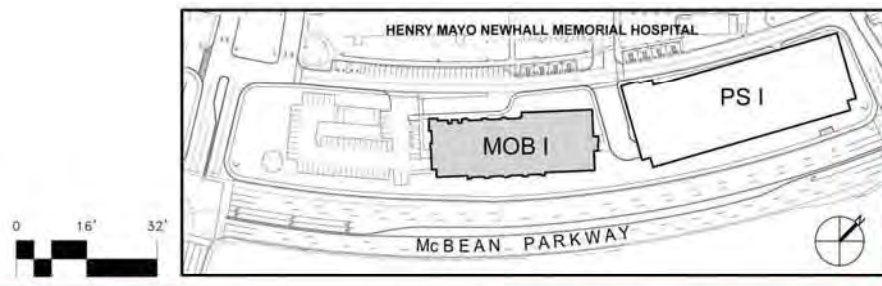 HENRY MAYO NEWHALL MEMORIAL HOSPITAL
PS I
MOB I
0 16' 32'
McBEAN PARKWAY